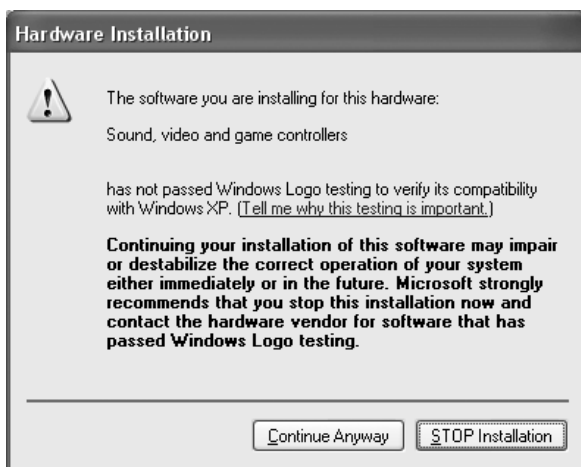 Hardware Installation
The software you are installing for this hardware:
Sound, video and game controllers
has not passed Windows Logo testing to verify its compatibility
with Windows XP. (Tell me why this testing is important.)
Continuing your installation of this software may impair
or destabilize the correct operation of your system
either immediately or in the future. Microsoft strongly
recommends that you stop this installation now and
contact the hardware vendor for software that has
passed Windows Logo testing.
Continue Anyway
STOP Installation